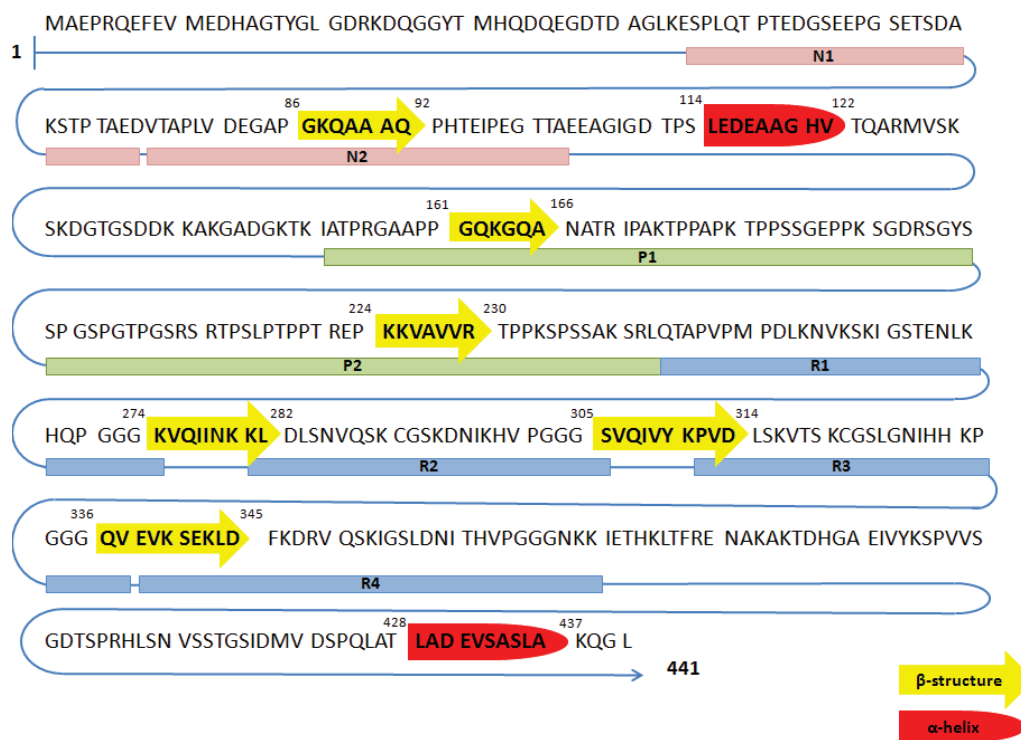 MAEPRQEFEV MEDHAGTYGL GDRKDQGGYT MHQDQEGDTD AGLKESPLQT PTEDGSEEPG SETSDA
1
N1
86 92 114 122
KSTP TAEDVTAPLV DEGAP GKQAA AQ PHTEIPEG TTAEEAGIGD TPS LEDEAAG HV TQARMVSK
N2
161 166
SKDGTGSDDK KAKGADGKTK IATPRGAAPP GQKGQA NATR IPAKTPPAPK TPPSSGEPPK SGDRSGYS
P1
224 230
SP GSPGTPGSRS RTPSLPTPPT REP KKVAVVR TPPKSPSSAK SRLQTAPVPM PDLKNVKSKI GSTENLK
P2 R1
274 282 305 314
HQP GGG KVQIINK KL DLSNVQSK CGSKDNIKHV PGGG SVQIVY KPVD LSKVTS KCGSLGNIHH KP
R2 R3
336 345
GGG QV EVK SEKLD FKDRV QSKIGSLDNI THVPGGGNKK IETHKLTFRE NAKAKTDHGA EIVYKSPVVS
R4
428 437
GDTSPRHLSN VSSTGSIDMV DSPQLAT LAD EVSASLA KQG L
441
β-structure
α-helix